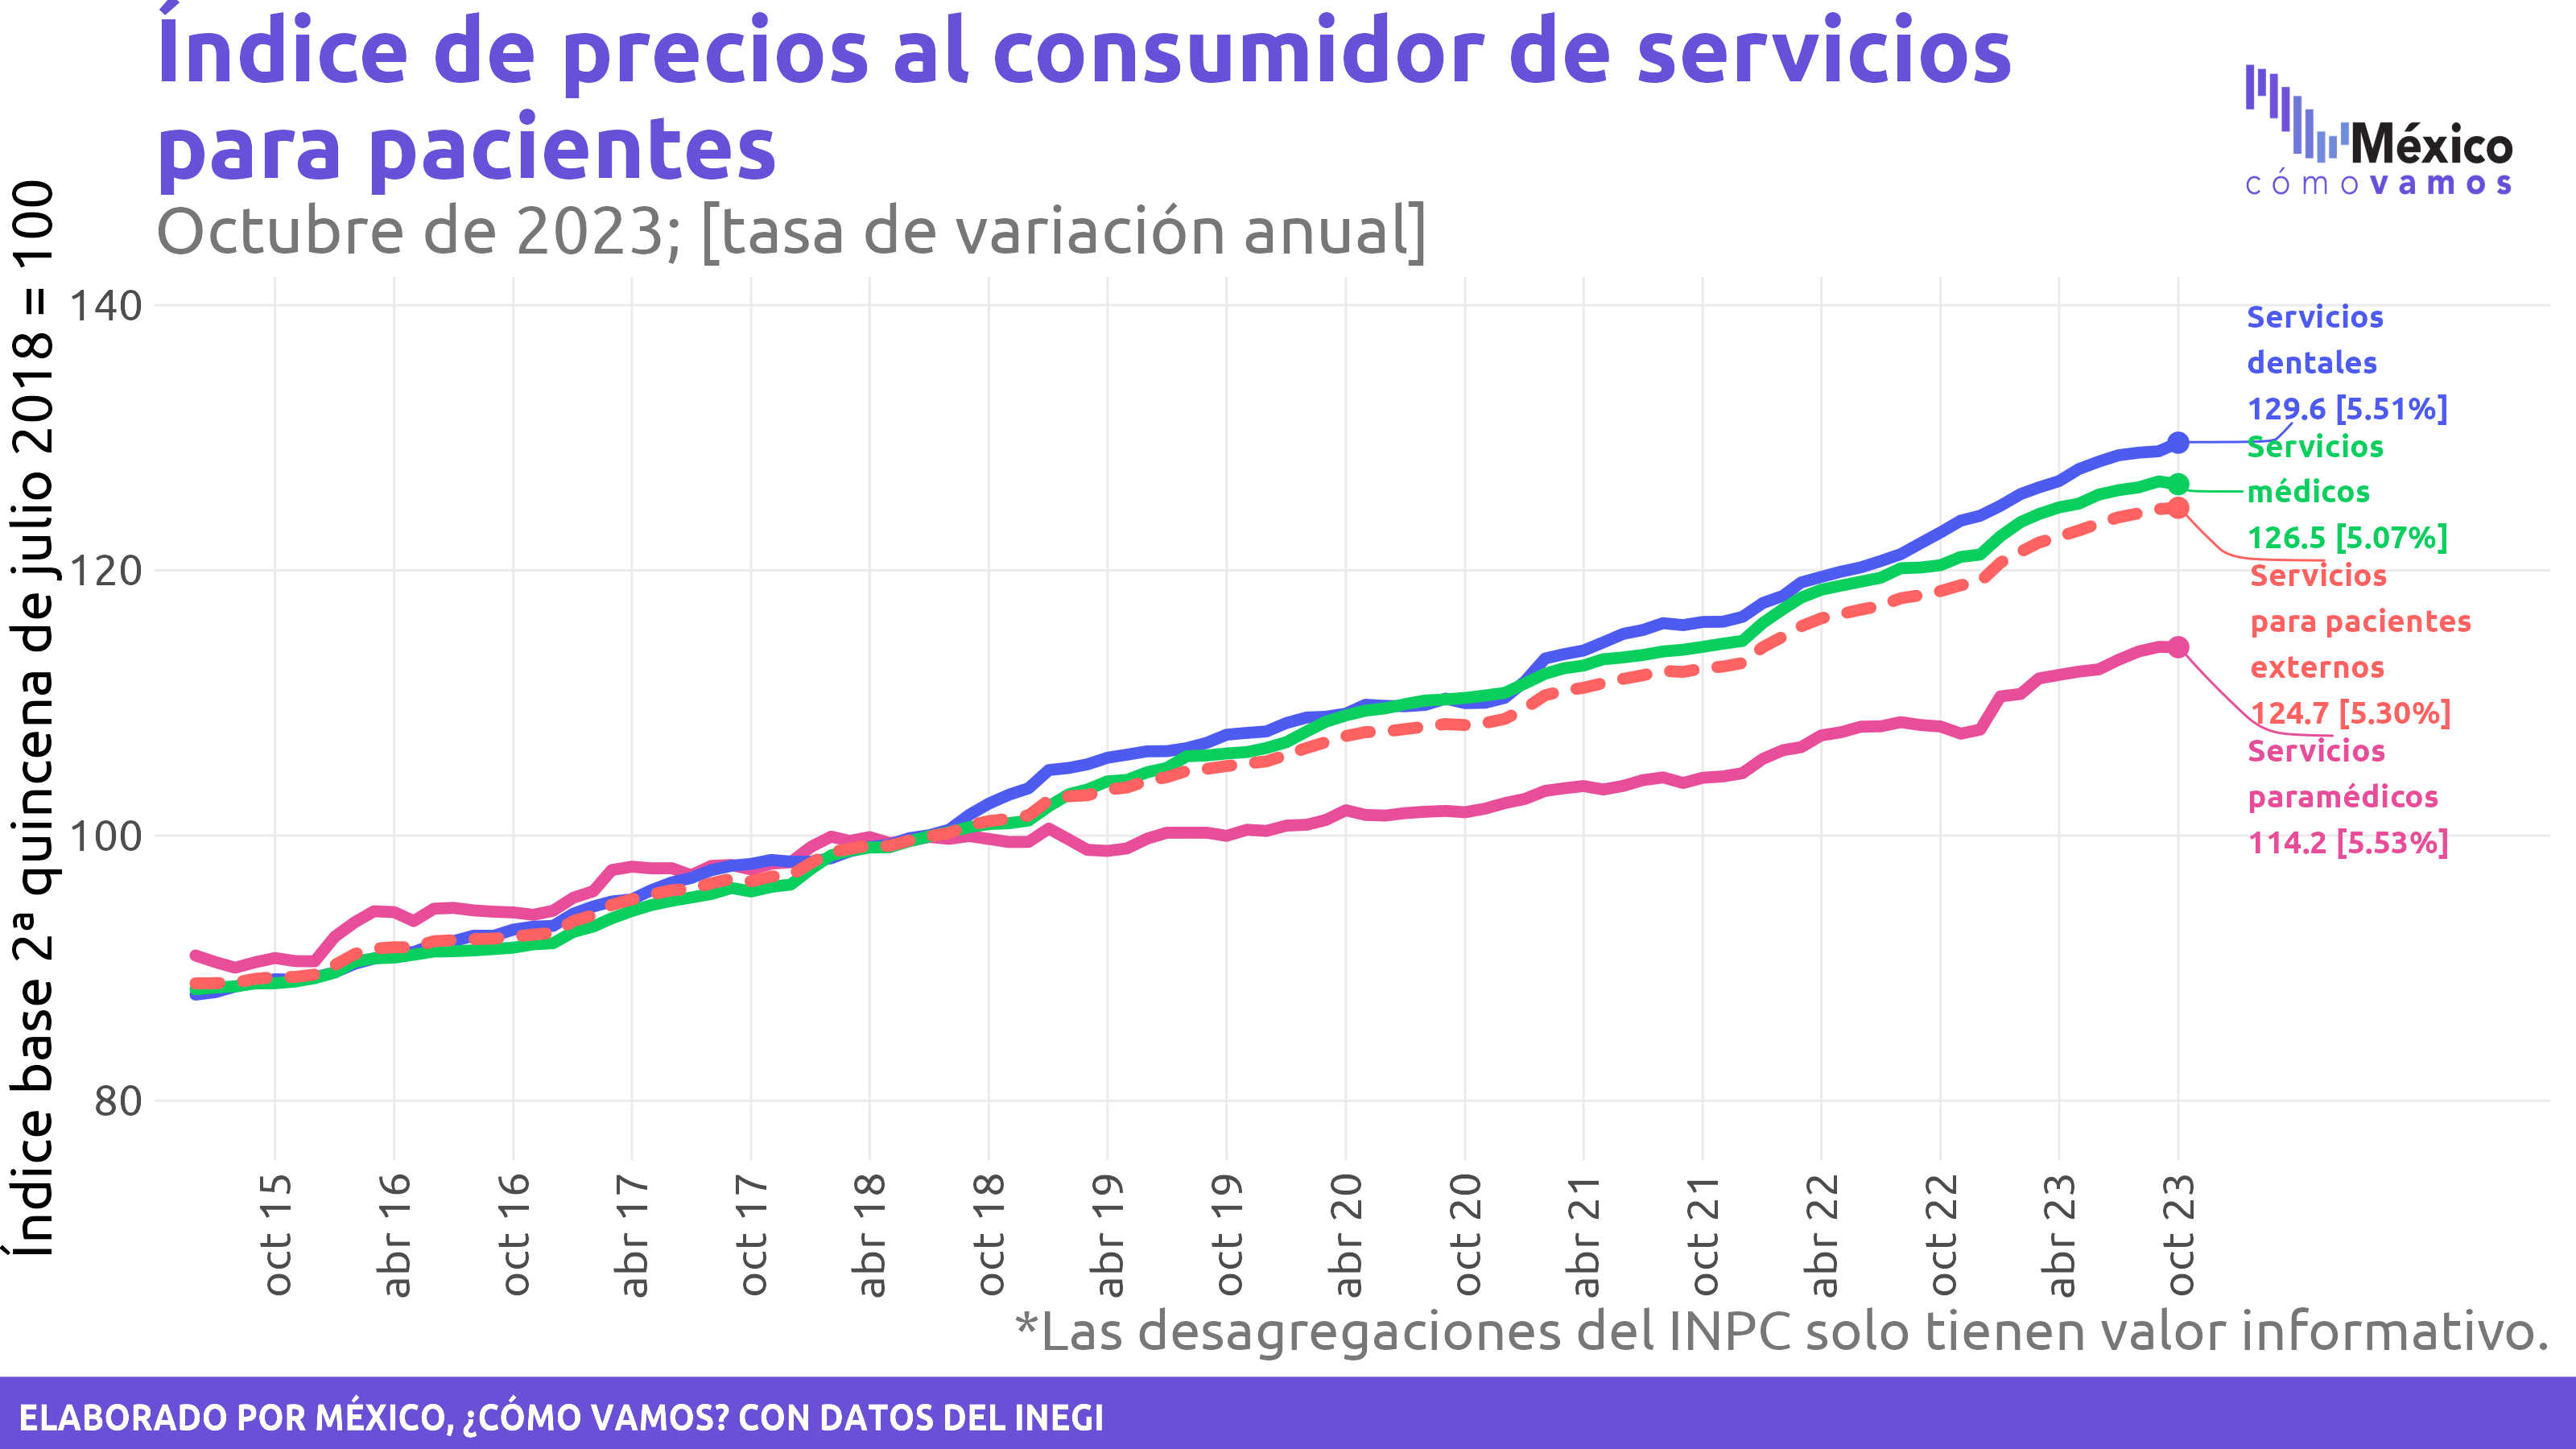 Índice de precios al consumidor de servicios
para pacientes
Octubre de 2023; [tasa de variación anual]
México
cómo vamos
Índice base 2ª quincena de julio 2018 = 100
140
120
100
80
Servicios
dentales
129.6 [5.51%]
Servicios
médicos
126.5 [5.07%]
Servicios
para pacientes
externos
124.7 [5.30%]
Servicios
paramédicos
114.2 [5.53%]
oct 15
abr 16
oct 16
abr 17
oct 17
abr 18
oct 18
abr 19
oct 19
abr 20
oct 20
abr 21
oct 21
abr 22
oct 22
abr 23
oct 23
*Las desagregaciones del INPC solo tienen valor informativo.
ELABORADO POR MÉXICO, ¿CÓMO VAMOS? CON DATOS DEL INEGI